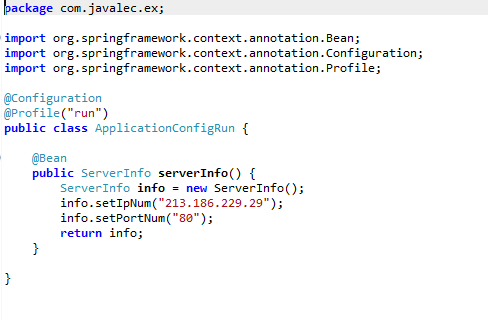 package com.javalec.ex;
import org.springframework.context.annotation.Bean;
import org.springframework.context.annotation.Configuration;
import org.springframework.context.annotation.Profile;
@Configuration
@Profile("run")
public class ApplicationConfigRun {
@Bean
public ServerInfo serverInfo() {
ServerInfo info = new ServerInfo();
info.setIpNum("213.186.229.29");
info.setPortNum("80");
return info;
}
}